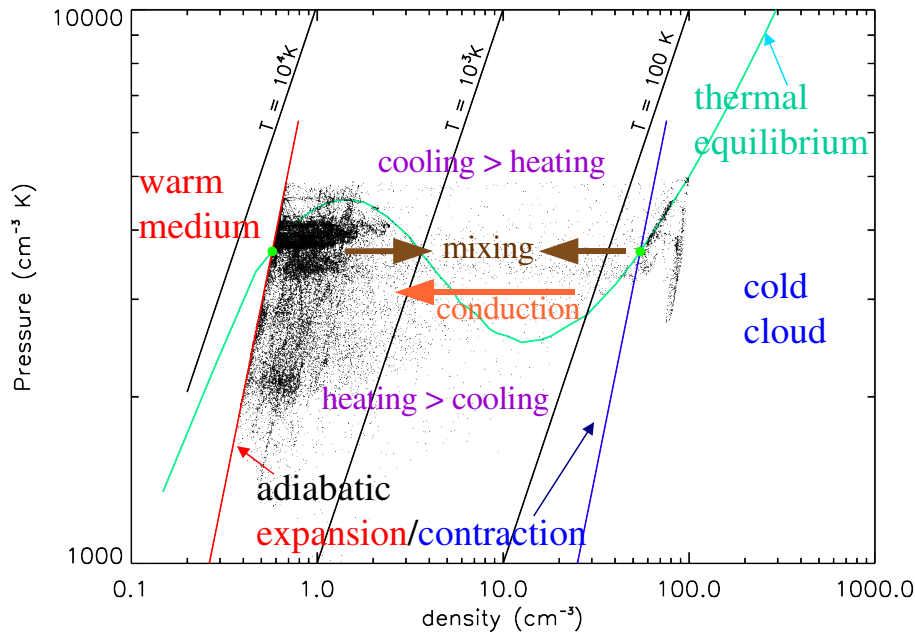 10000
T = 10⁴K
T = 10³K
T = 100 K
thermal
equilibrium
cooling > heating
warm
medium
mixing
conduction
cold
cloud
heating > cooling
adiabatic
expansion/contraction
1000
Pressure (cm⁻³ K)
0.1 1.0 10.0 100.0 1000.0
density (cm⁻³)